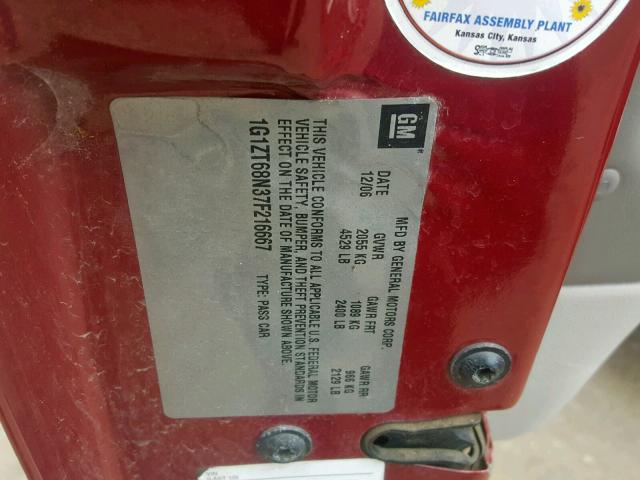 FAIRFAX ASSEMBLY PLANT
Kansas City, Kansas
GM
MFD BY GENERAL MOTORS CORP.
DATE GVWR GAWR FRT GAWR RR
12/06 2055 KG 1089 KG 966 KG
4529 LB 2400 LB 2129 LB
THIS VEHICLE CONFORMS TO ALL APPLICABLE U.S. FEDERAL MOTOR
VEHICLE SAFETY, BUMPER, AND THEFT PREVENTION STANDARDS IN
EFFECT ON THE DATE OF MANUFACTURE SHOWN ABOVE.
1G1ZT68N37F216667 TYPE: PASS CAR
VIN